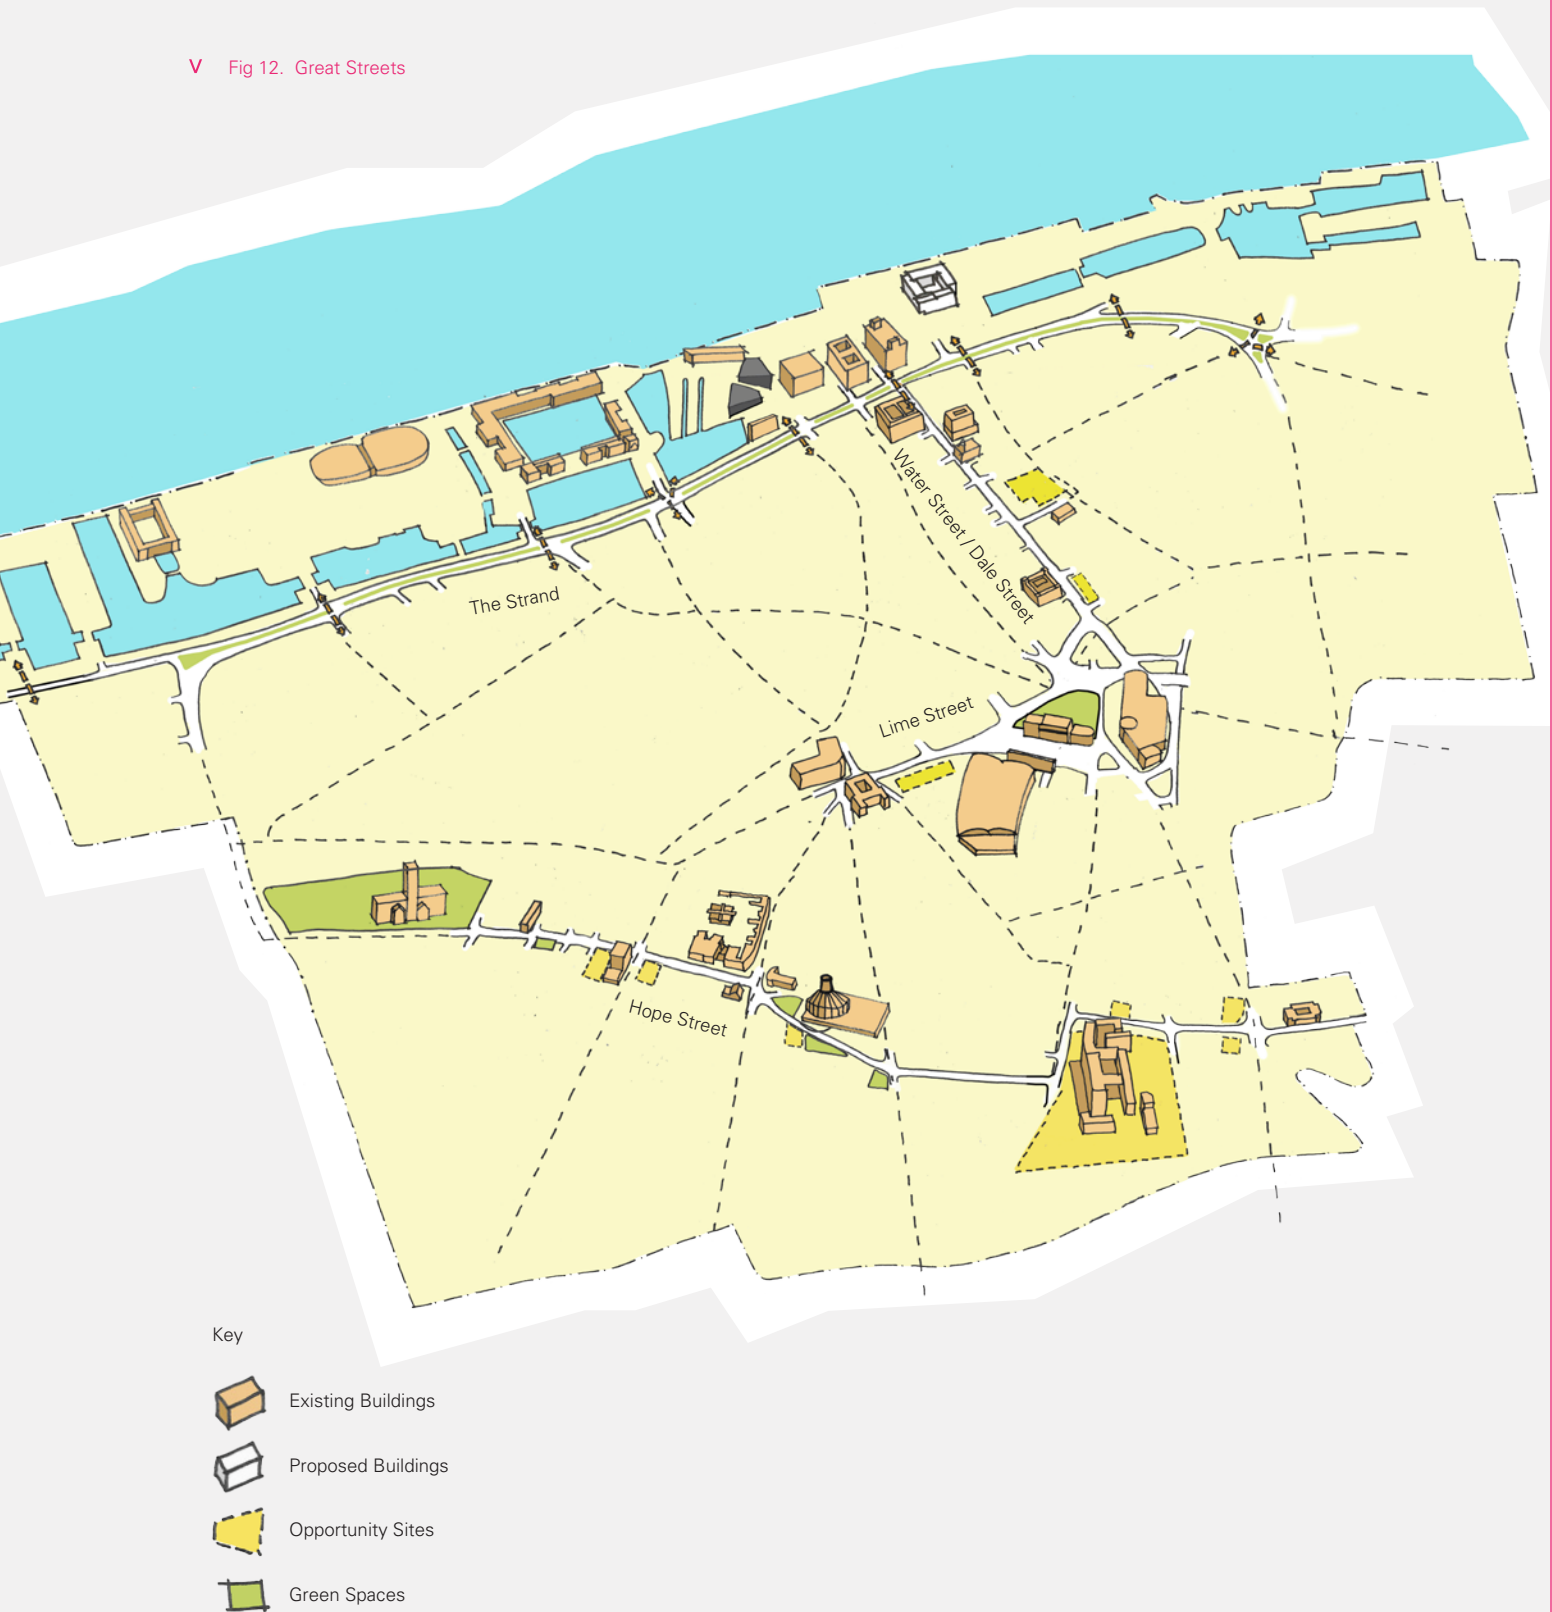 V Fig 12. Great Streets
Water Street / Dale Street
The Strand
Lime Street
Hope Street
Key
Existing Buildings
Proposed Buildings
Opportunity Sites
Green Spaces